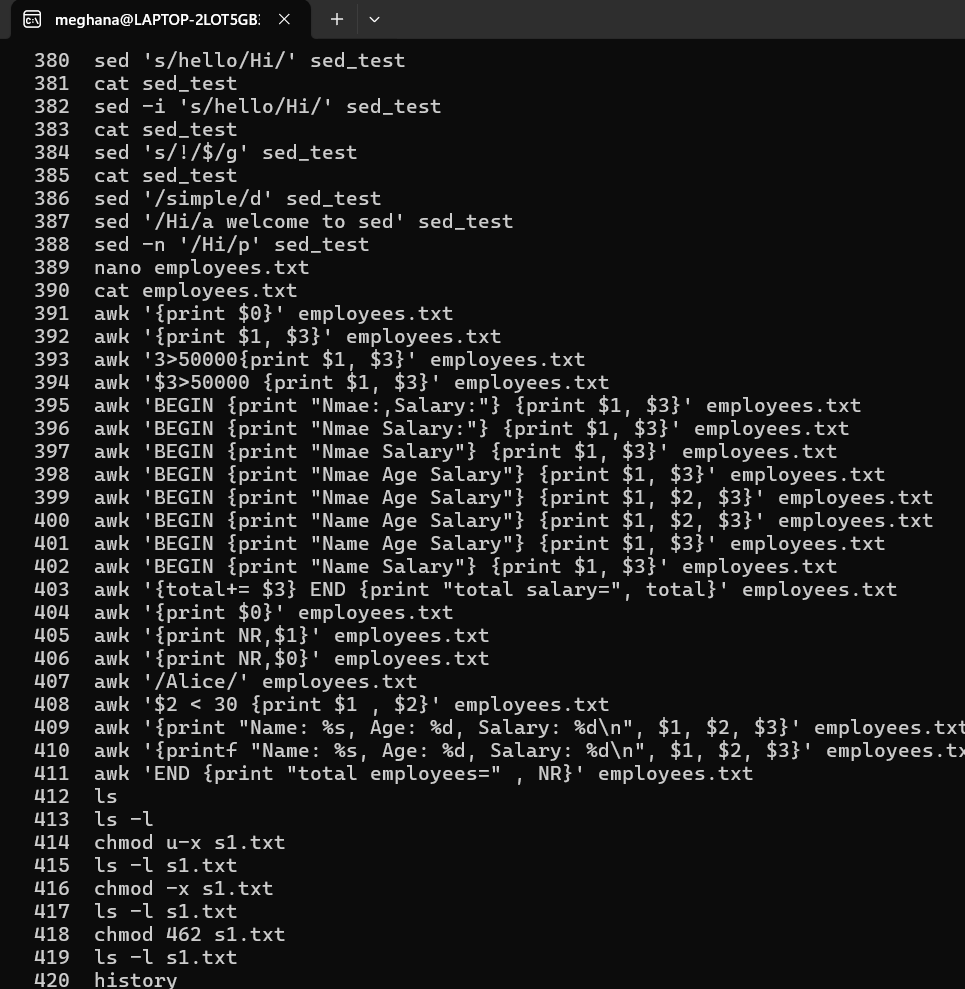 meghana@LAPTOP-2LOT5GB:
380 sed 's/hello/Hi/' sed_test
381 cat sed_test
382 sed -i 's/hello/Hi/' sed_test
383 cat sed_test
384 sed 's/!/$/g' sed_test
385 cat sed_test
386 sed '/simple/d' sed_test
387 sed '/Hi/a welcome to sed' sed_test
388 sed -n '/Hi/p' sed_test
389 nano employees.txt
390 cat employees.txt
391 awk '{print $0}' employees.txt
392 awk '{print $1, $3}' employees.txt
393 awk '3>50000{print $1, $3}' employees.txt
394 awk '$3>50000 {print $1, $3}' employees.txt
395 awk 'BEGIN {print "Nmae:,Salary:"} {print $1, $3}' employees.txt
396 awk 'BEGIN {print "Nmae Salary:"} {print $1, $3}' employees.txt
397 awk 'BEGIN {print "Nmae Salary"} {print $1, $3}' employees.txt
398 awk 'BEGIN {print "Nmae Age Salary"} {print $1, $3}' employees.txt
399 awk 'BEGIN {print "Nmae Age Salary"} {print $1, $2, $3}' employees.txt
400 awk 'BEGIN {print "Name Age Salary"} {print $1, $2, $3}' employees.txt
401 awk 'BEGIN {print "Name Age Salary"} {print $1, $3}' employees.txt
402 awk 'BEGIN {print "Name Salary"} {print $1, $3}' employees.txt
403 awk '{total+= $3} END {print "total salary=", total}' employees.txt
404 awk '{print $0}' employees.txt
405 awk '{print NR,$1}' employees.txt
406 awk '{print NR,$0}' employees.txt
407 awk '/Alice/' employees.txt
408 awk '$2 < 30 {print $1 , $2}' employees.txt
409 awk '{print "Name: %s, Age: %d, Salary: %d\n", $1, $2, $3}' employees.txt
410 awk '{printf "Name: %s, Age: %d, Salary: %d\n", $1, $2, $3}' employees.tx
411 awk 'END {print "total employees=" , NR}' employees.txt
412 ls
413 ls -l
414 chmod u-x s1.txt
415 ls -l s1.txt
416 chmod -x s1.txt
417 ls -l s1.txt
418 chmod 462 s1.txt
419 ls -l s1.txt
420 history